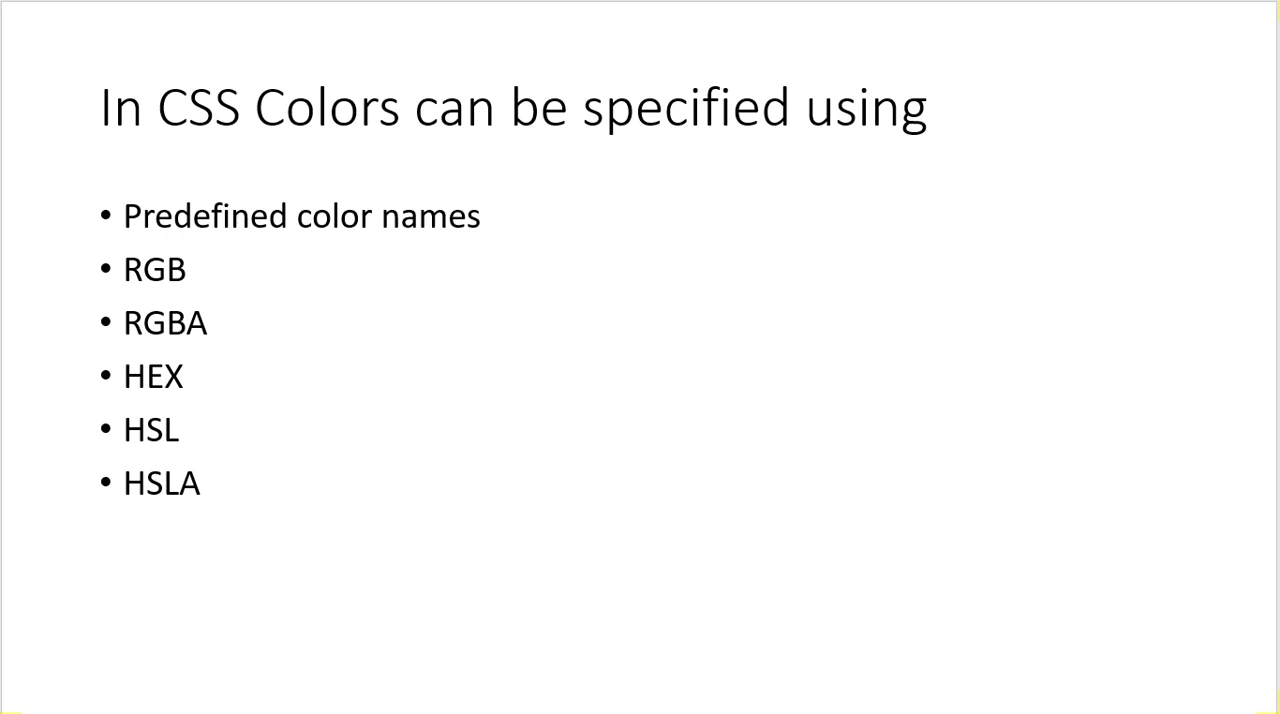 In CSS Colors can be specified using
• Predefined color names
• RGB
• RGBA
• HEX
• HSL
• HSLA